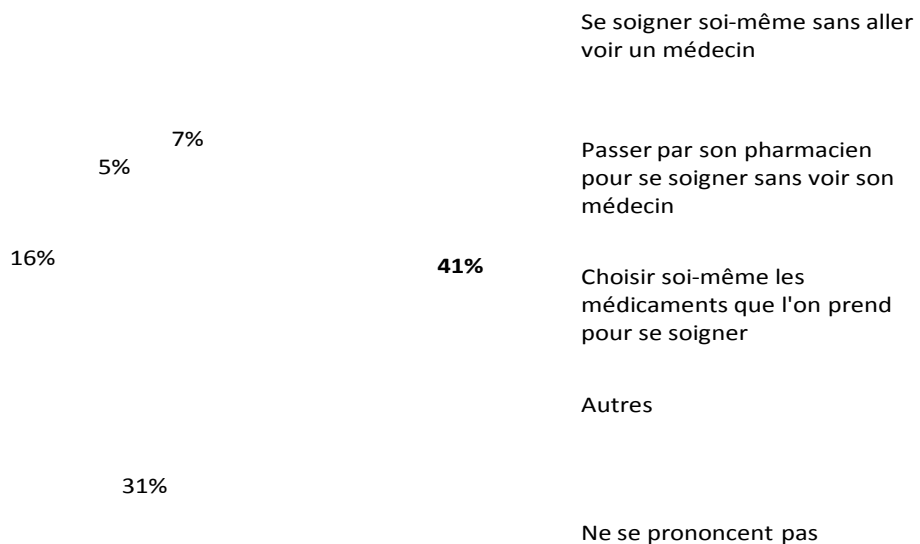 Se soigner soi-même sans aller
voir un médecin
7%
5%
Passer par son pharmacien
pour se soigner sans voir son
médecin
16%
41%
Choisir soi-même les
médicaments que l'on prend
pour se soigner
Autres
31%
Ne se prononcent pas